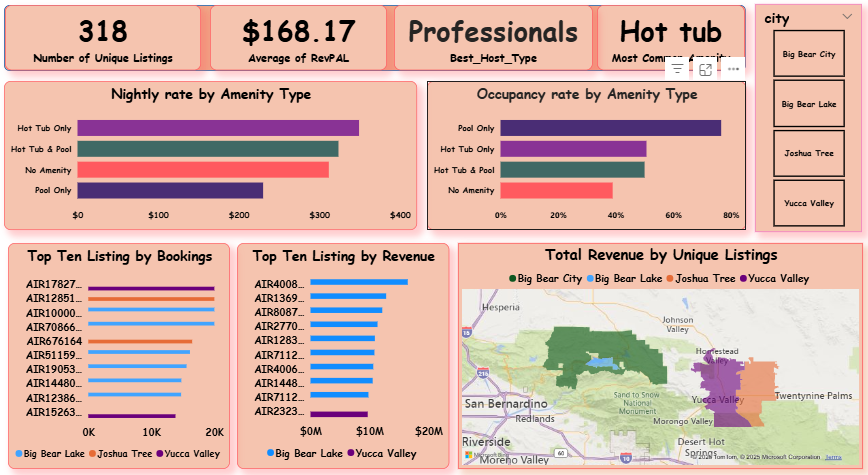 318
Number of Unique Listings
$168.17
Average of RevPAL
Professionals
Best_Host_Type
Hot tub
Most Common Amenity
city
Big Bear City
Big Bear Lake
Joshua Tree
Yucca Valley
Nightly rate by Amenity Type
Hot Tub Only
Hot Tub & Pool
No Amenity
Pool Only
$0 $100 $200 $300 $400
Occupancy rate by Amenity Type
Pool Only
Hot Tub Only
Hot Tub & Pool
No Amenity
0% 20% 40% 60% 80%
Top Ten Listing by Bookings
AIR17827...
AIR12851...
AIR10000...
AIR70866...
AIR676164
AIR51159...
AIR19053...
AIR14480...
AIR12386...
AIR15263...
0K 10K 20K
Big Bear Lake Joshua Tree Yucca Valley
Top Ten Listing by Revenue
AIR4008...
AIR1369...
AIR8087...
AIR2770...
AIR1283...
AIR7112...
AIR4006...
AIR1448...
AIR7112...
AIR2323...
$0M $10M $20M
Big Bear Lake Yucca Valley
Total Revenue by Unique Listings
Big Bear City Big Bear Lake Joshua Tree Yucca Valley
Hesperia
Johnson
Valley
Homestead
Valley
Sand to Snow
National
Monument
Yucca Valley
Twentynine Palms
San Bernardino
Redlands
Morongo Valley
Riverside
Desert Hot
Springs
Moreno Valley
60
10
15
215
Microsoft Bing
© 2025 TomTom, © 2025 Microsoft Corporation Terms